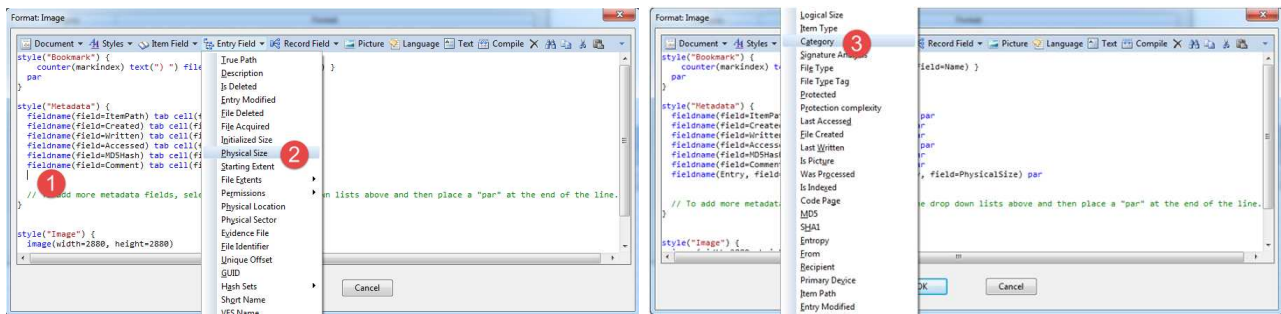 Format: Image
Document Styles Item Field Entry Field Record Field Picture Language Text Compile
style("Bookmark") {
counter(markindex) text(") ") file
) }
par
}
style("Metadata") {
fieldname(field=ItemPath) tab cell(f
fieldname(field=Created) tab cell(fi
fieldname(field=Written) tab cell(fi
fieldname(field=Accessed) tab cell(f
fieldname(field=MD5Hash) tab cell(fi
fieldname(field=Comment) tab cell(fi
1
// add more metadata fields, sele
n lists above and then place a "par" at the end of the line.
}
style("Image") {
image(width=2880, height=2880)
True Path
Description
Is Deleted
Entry Modified
File Deleted
File Acquired
Initialized Size
Physical Size
2
Starting Extent
File Extents
Permissions
Physical Location
Physical Sector
Evidence File
File Identifier
Unique Offset
GUID
Hash Sets
Short Name
VFS Name
Cancel
Format: Image
Document Styles
Record Field Picture Language Text Compile
style("Bookmark") {
counter(markindex) te
field=Name) }
par
}
style("Metadata") {
fieldname(field=ItemPa
par
fieldname(field=Create
ar
fieldname(field=Writte
ar
fieldname(field=Access
par
fieldname(field=MD5Has
ar
fieldname(field=Commen
ar
fieldname(Entry, field
, field=PhysicalSize) par
// To add more metadat
e drop down lists above and then place a "par" at the end of the line.
}
style("Image") {
Logical Size
Item Type
Category
3
Signature Analysis
File Type
File Type Tag
Protected
Protection complexity
Last Accessed
File Created
Last Written
Is Picture
Was Processed
Is Indexed
Code Page
MD5
SHA1
Entropy
From
Recipient
Primary Device
Item Path
Entry Modified
OK
Cancel